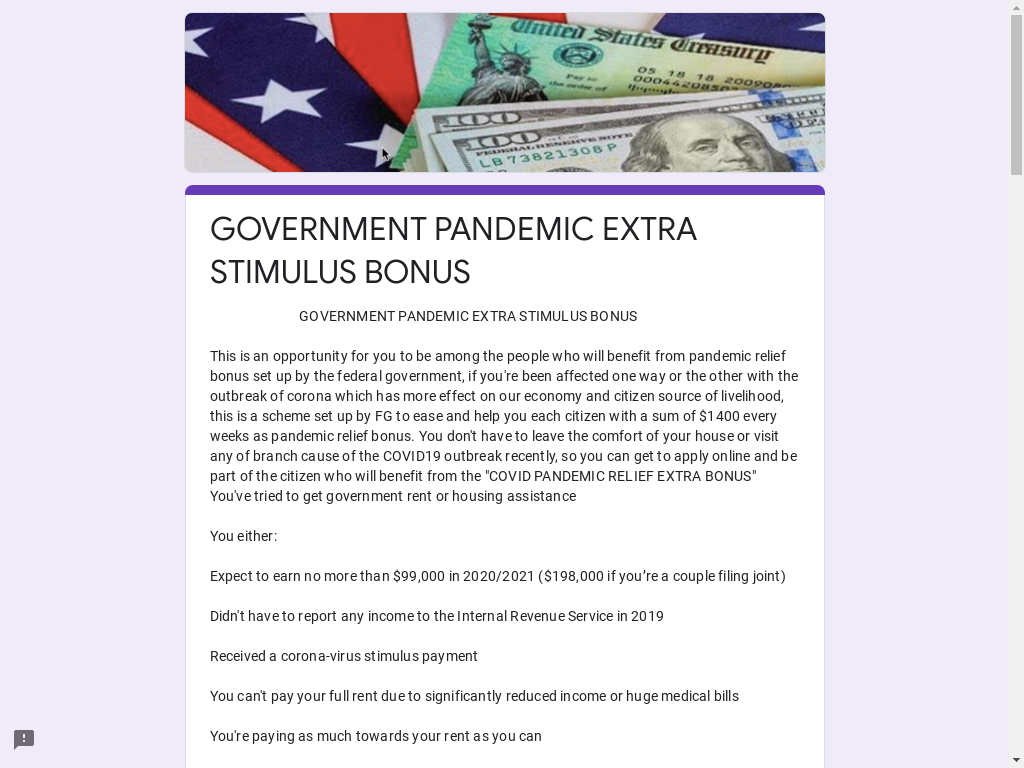 United States Treasury
Pay to
the order of
05 18 18
100
100
FEDERAL RESERVE NOTE
LB73821308P
GOVERNMENT PANDEMIC EXTRA
STIMULUS BONUS
GOVERNMENT PANDEMIC EXTRA STIMULUS BONUS
This is an opportunity for you to be among the people who will benefit from pandemic relief
bonus set up by the federal government, if you're been affected one way or the other with the
outbreak of corona which has more effect on our economy and citizen source of livelihood,
this is a scheme set up by FG to ease and help you each citizen with a sum of $1400 every
weeks as pandemic relief bonus. You don't have to leave the comfort of your house or visit
any of branch cause of the COVID19 outbreak recently, so you can get to apply online and be
part of the citizen who will benefit from the "COVID PANDEMIC RELIEF EXTRA BONUS"
You've tried to get government rent or housing assistance
You either:
Expect to earn no more than $99,000 in 2020/2021 ($198,000 if you’re a couple filing joint)
Didn't have to report any income to the Internal Revenue Service in 2019
Received a corona-virus stimulus payment
You can't pay your full rent due to significantly reduced income or huge medical bills
You're paying as much towards your rent as you can